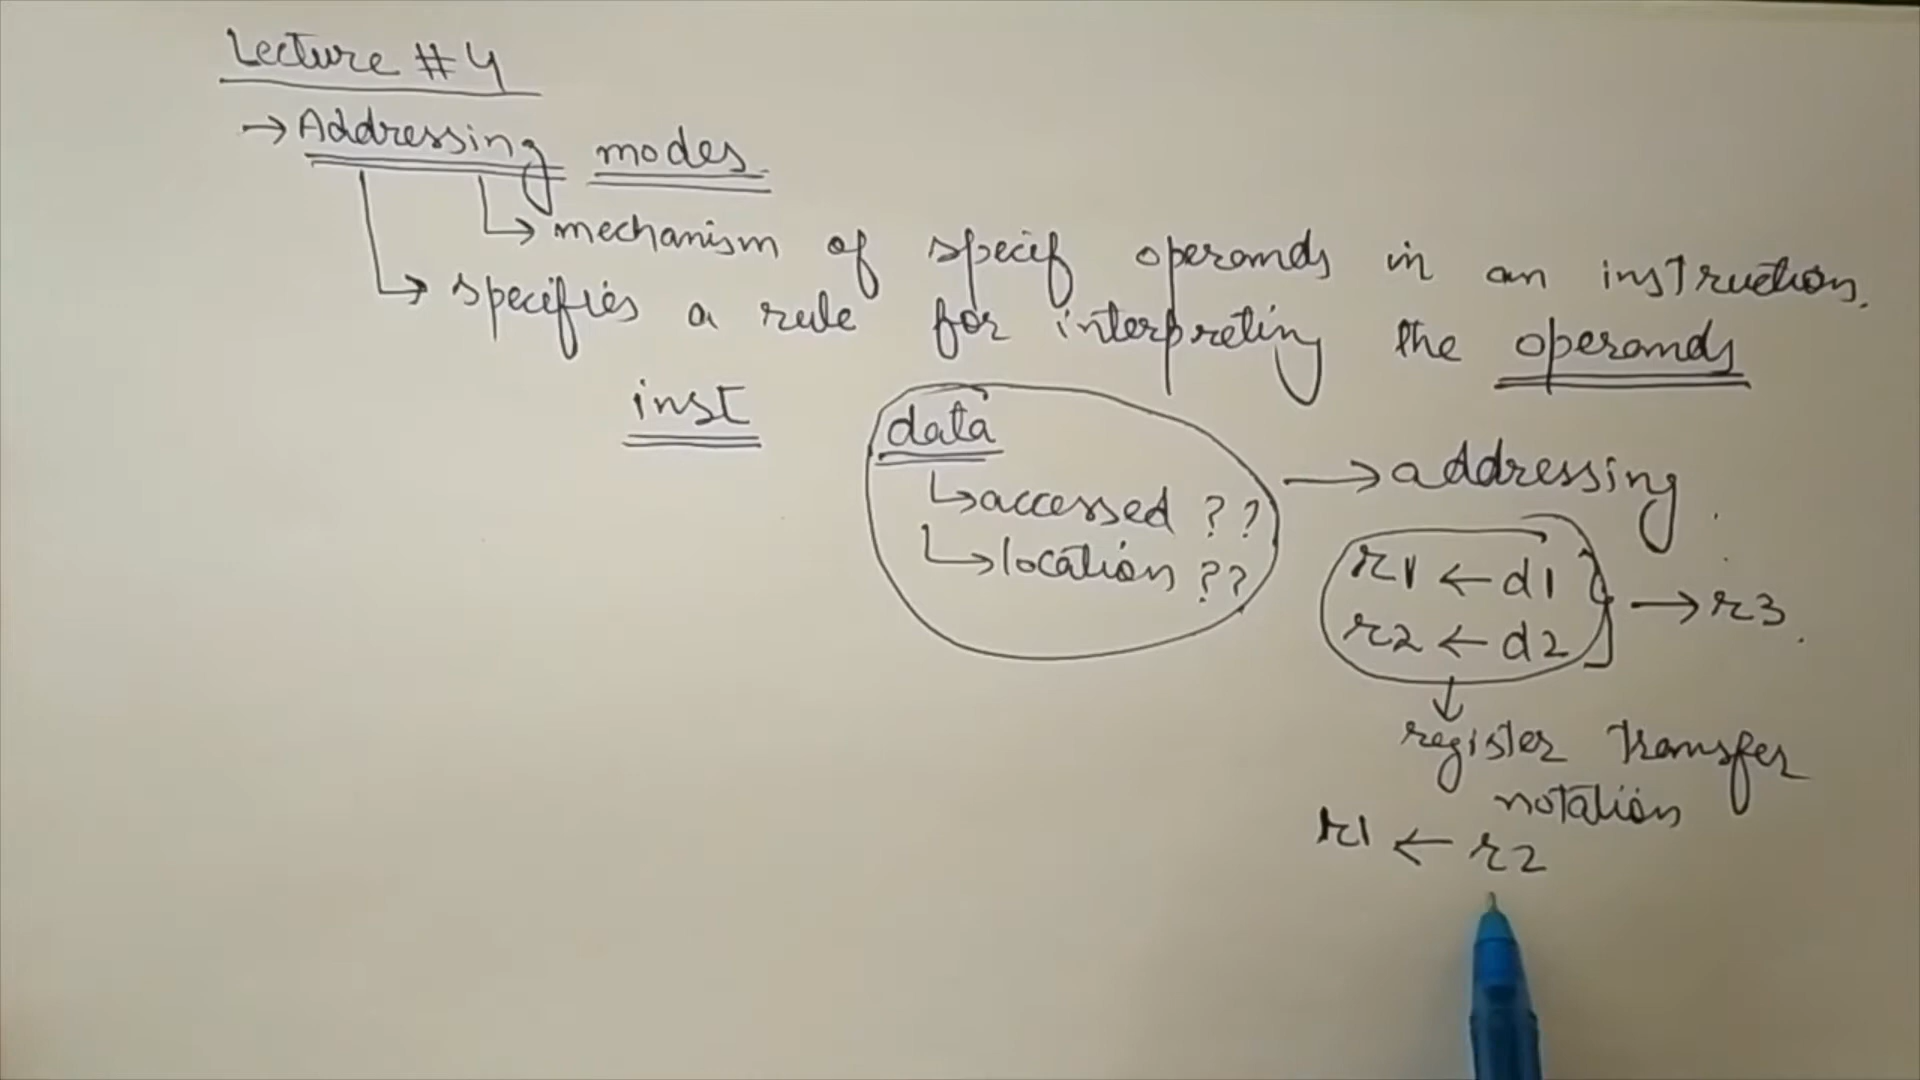 Lecture #4
→ Addressing modes.
↳ mechanism of specif operands in an instruction.
↳ specifies a rule for interpreting the operands
inst
data
↳ accessed ??
↳ location ??
→ addressing.
r1 ← d1
r2 ← d2
→ r3.
register transfer
notation
r1 ← r2